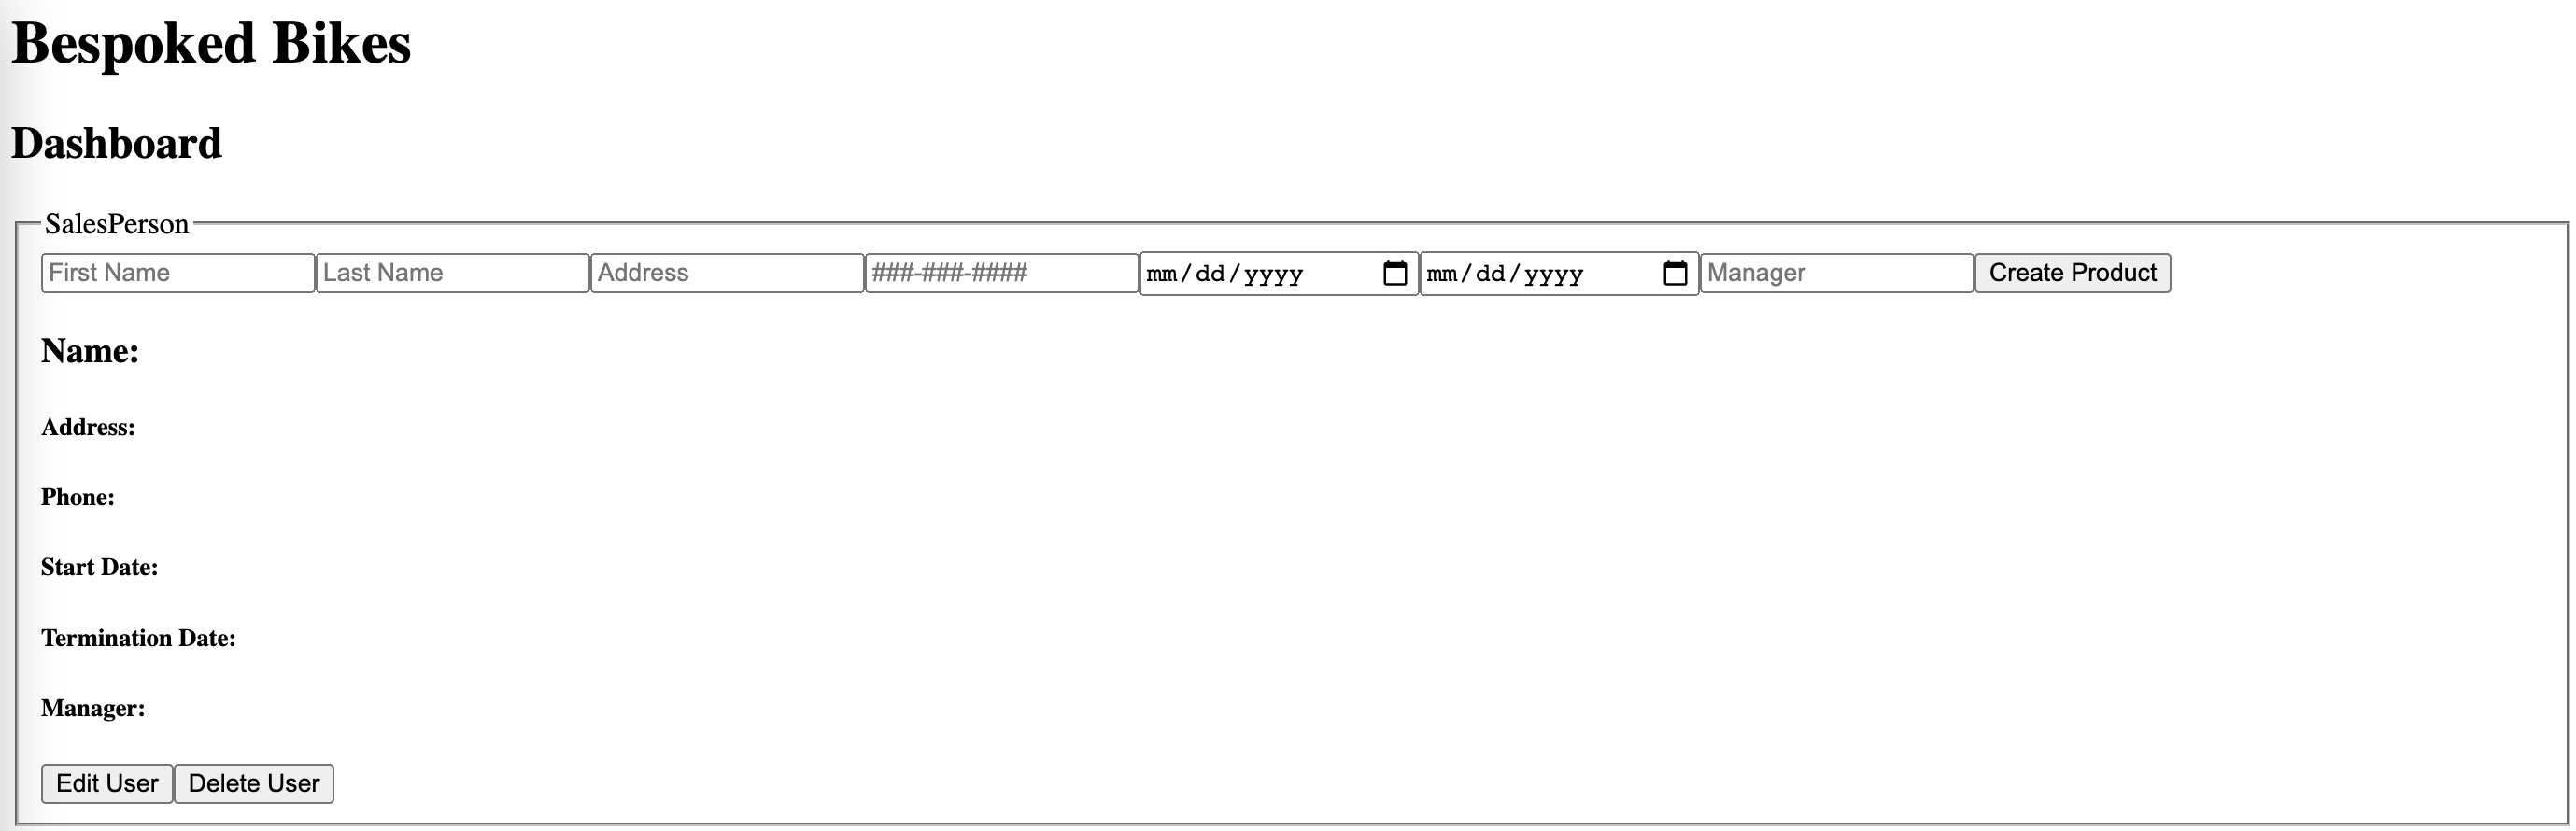 Bespoked Bikes
Dashboard
SalesPerson
First Name Last Name Address ###-###-#### mm/dd/yyyy mm/dd/yyyy Manager Create Product
Name:
Address:
Phone:
Start Date:
Termination Date:
Manager:
Edit User Delete User